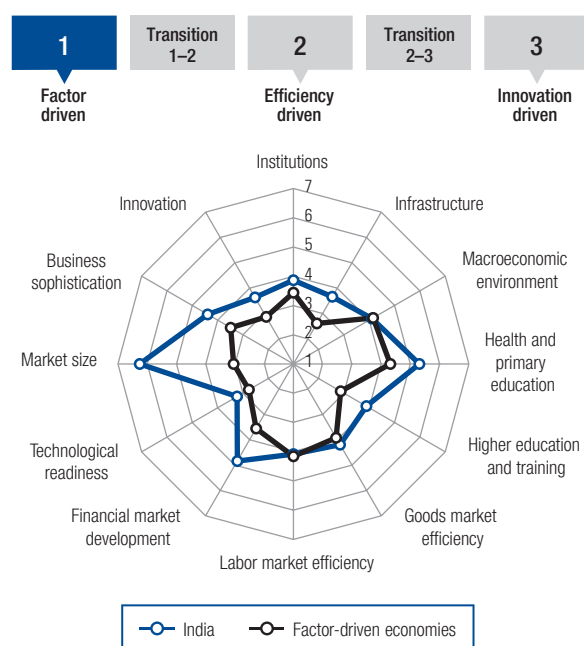 1
Transition
1–2
2
Transition
2–3
3
Factor
driven
Efficiency
driven
Innovation
driven
Institutions
Infrastructure
Macroeconomic
environment
Health and
primary
education
Higher education
and training
Goods market
efficiency
Labor market efficiency
Financial market
development
Technological
readiness
Market size
Business
sophistication
Innovation
7
6
5
4
3
2
1
India
Factor-driven economies